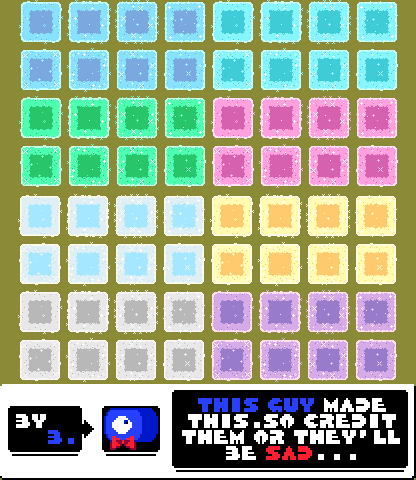 BY
B.
THIS GUY MADE
THIS.SO CREDIT
THEM OR THEY'LL
BE SAD...